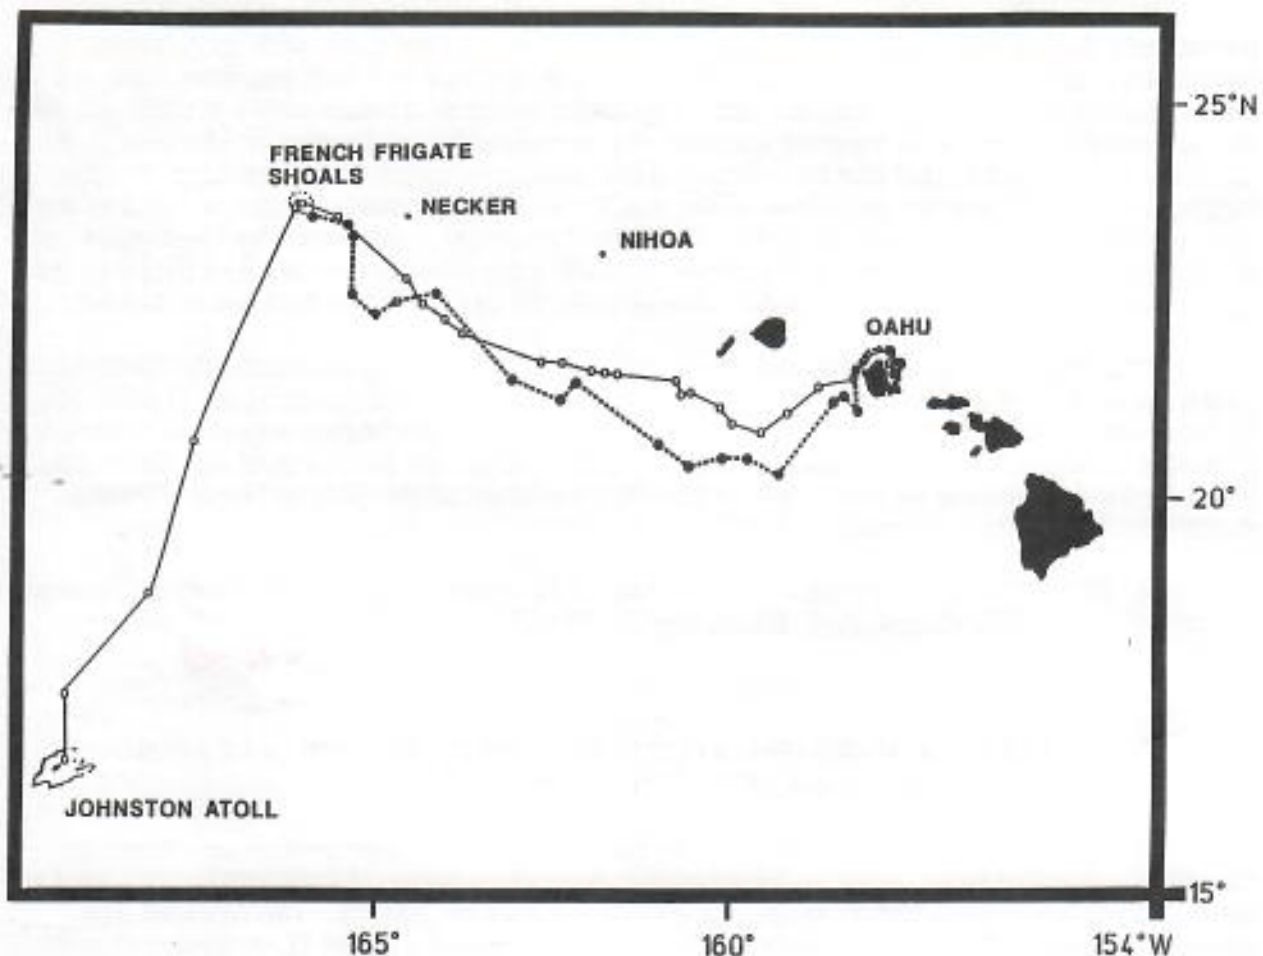 25°N
FRENCH FRIGATE
SHOALS
NECKER
NIHOA
OAHU
20°
JOHNSTON ATOLL
15°
165°
160°
154°W